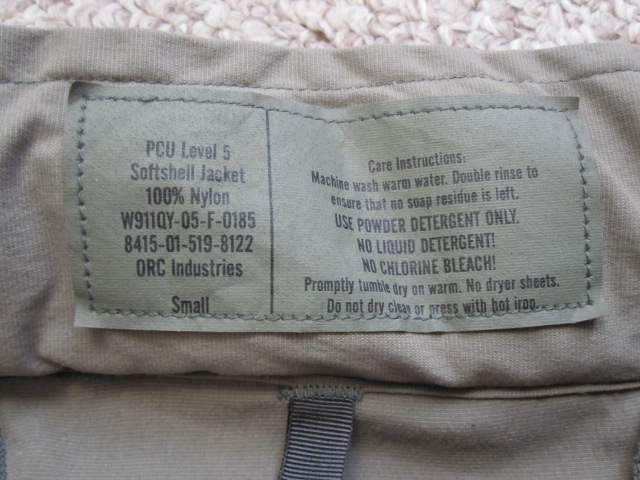 PCU Level 5
Softshell Jacket
100% Nylon
W911QY-05-F-0185
8415-01-519-8122
ORC Industries
Small
Care Instructions:
Machine wash warm water. Double rinse to
ensure that no soap residue is left.
USE POWDER DETERGENT ONLY.
NO LIQUID DETERGENT!
NO CHLORINE BLEACH!
Promptly tumble dry on warm. No dryer sheets.
Do not dry clean or press with hot iron.